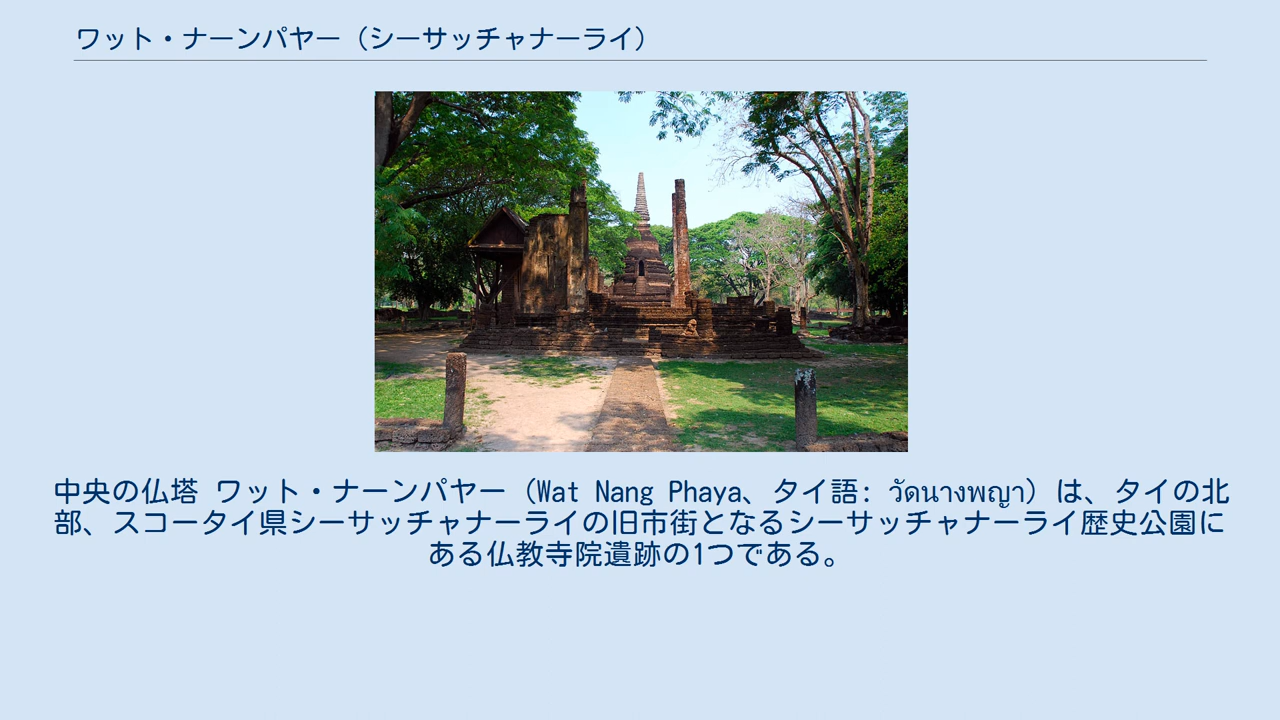 ワット・ナーンパヤー（シーサッチャナーライ）
中央の仏塔 ワット・ナーンパヤー（Wat Nang Phaya、タイ語: วัดนางพญา）は、タイの北
部、スコータイ県シーサッチャナーライの旧市街となるシーサッチャナーライ歴史公園に
ある仏教寺院遺跡の1つである。